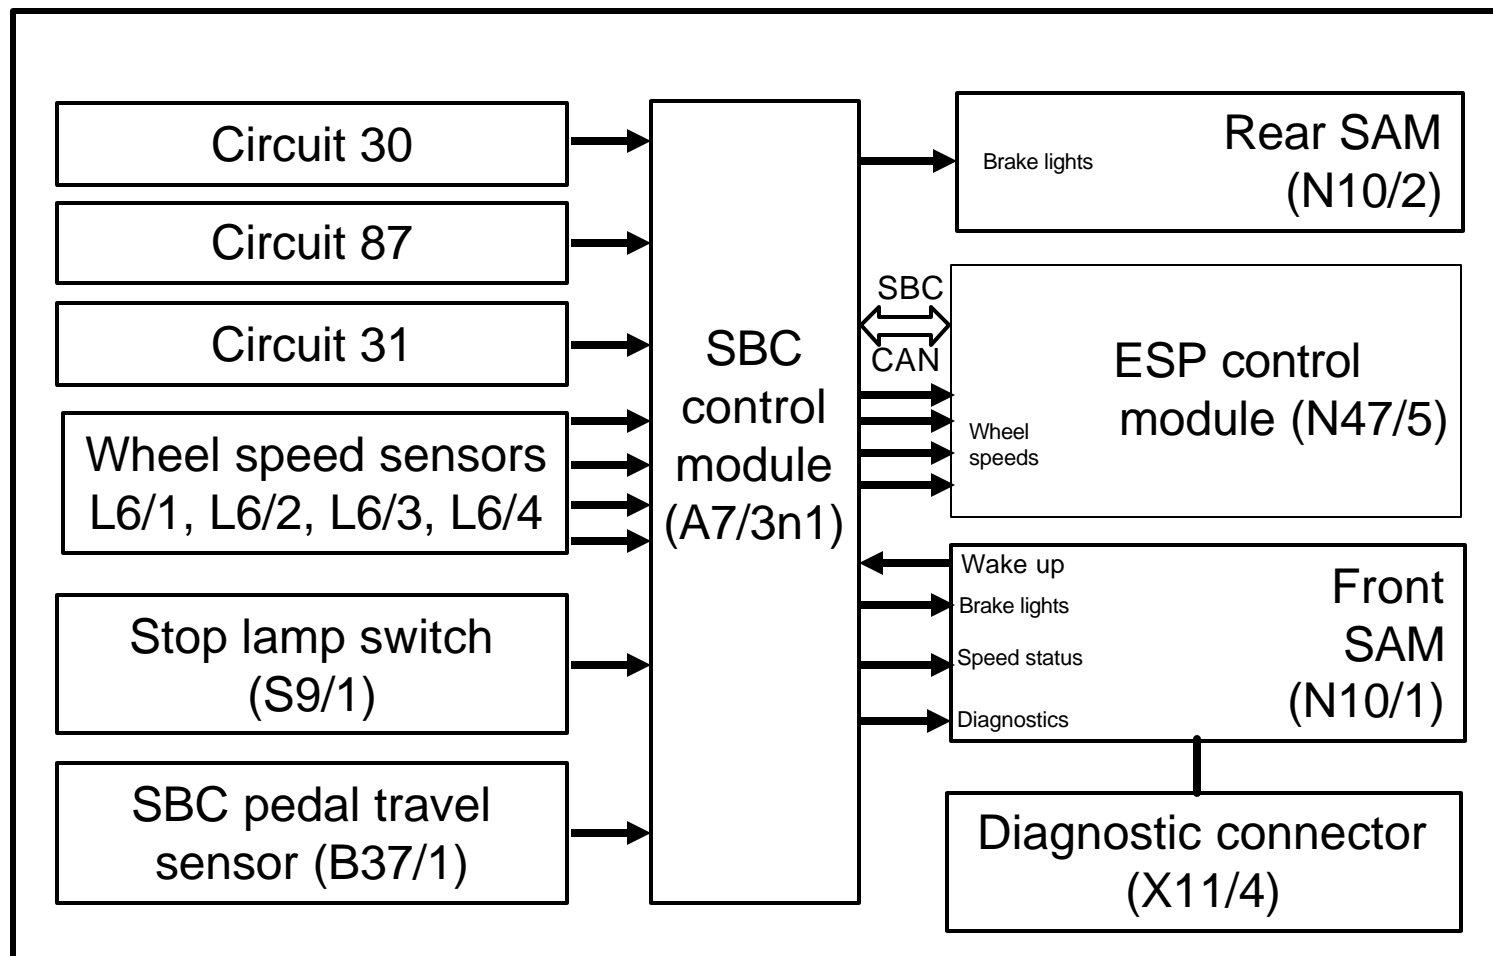 Circuit 30
Circuit 87
Circuit 31
Wheel speed sensors
L6/1, L6/2, L6/3, L6/4
Stop lamp switch
(S9/1)
SBC pedal travel
sensor (B37/1)
SBC
control
module
(A7/3n1)
Brake lights
Rear SAM
(N10/2)
SBC
CAN
ESP control
module (N47/5)
Wheel
speeds
Wake up
Brake lights
Speed status
Diagnostics
Front
SAM
(N10/1)
Diagnostic connector
(X11/4)